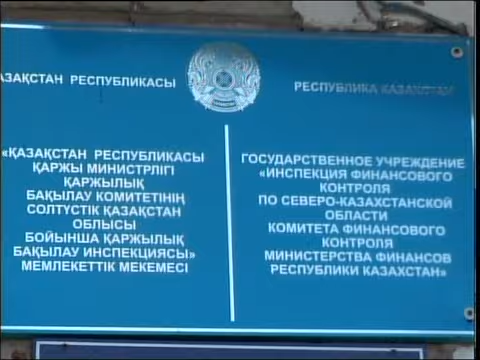 ҚАЗАҚСТАН РЕСПУБЛИКАСЫ
РЕСПУБЛИКА КАЗАХСТАН
«ҚАЗАҚСТАН РЕСПУБЛИКАСЫ
ҚАРЖЫ МИНИСТРЛІГІ
ҚАРЖЫЛЫҚ
БАҚЫЛАУ КОМИТЕТІНІҢ
СОЛТҮСТІК ҚАЗАҚСТАН
ОБЛЫСЫ
БОЙЫНША ҚАРЖЫЛЫҚ
БАҚЫЛАУ ИНСПЕКЦИЯСЫ»
МЕМЛЕКЕТТІК МЕКЕМЕСІ
ГОСУДАРСТВЕННОЕ УЧРЕЖДЕНИЕ
«ИНСПЕКЦИЯ ФИНАНСОВОГО
КОНТРОЛЯ
ПО СЕВЕРО-КАЗАХСТАНСКОЙ
ОБЛАСТИ
КОМИТЕТА ФИНАНСОВОГО
КОНТРОЛЯ
МИНИСТЕРСТВА ФИНАНСОВ
РЕСПУБЛИКИ КАЗАХСТАН»